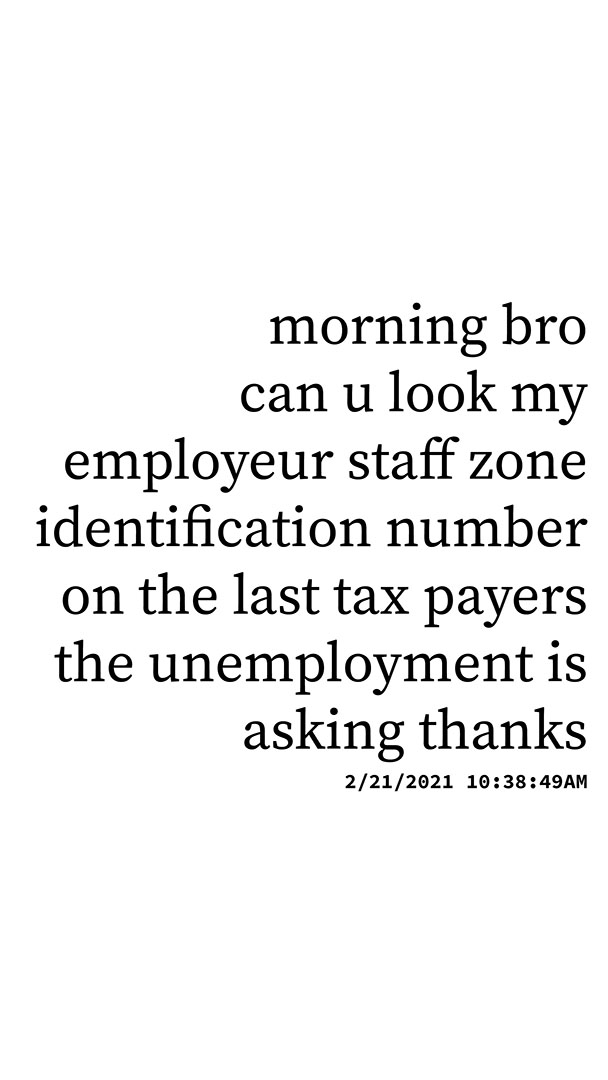 morning bro
can u look my
employeur staff zone
identification number
on the last tax payers
the unemployment is
asking thanks
2/21/2021 10:38:49AM